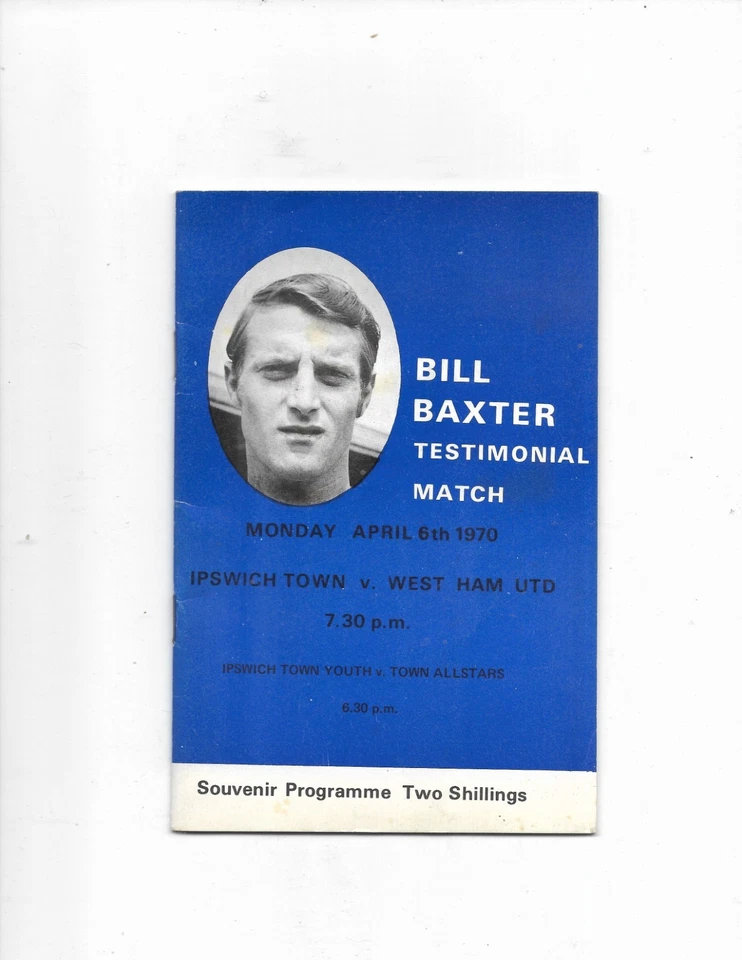 BILL
BAXTER
TESTIMONIAL
MATCH
MONDAY APRIL 6th 1970
IPSWICH TOWN v. WEST HAM UTD
7.30 p.m.
IPSWICH TOWN YOUTH v. TOWN ALLSTARS
6.30 p.m.
Souvenir Programme Two Shillings